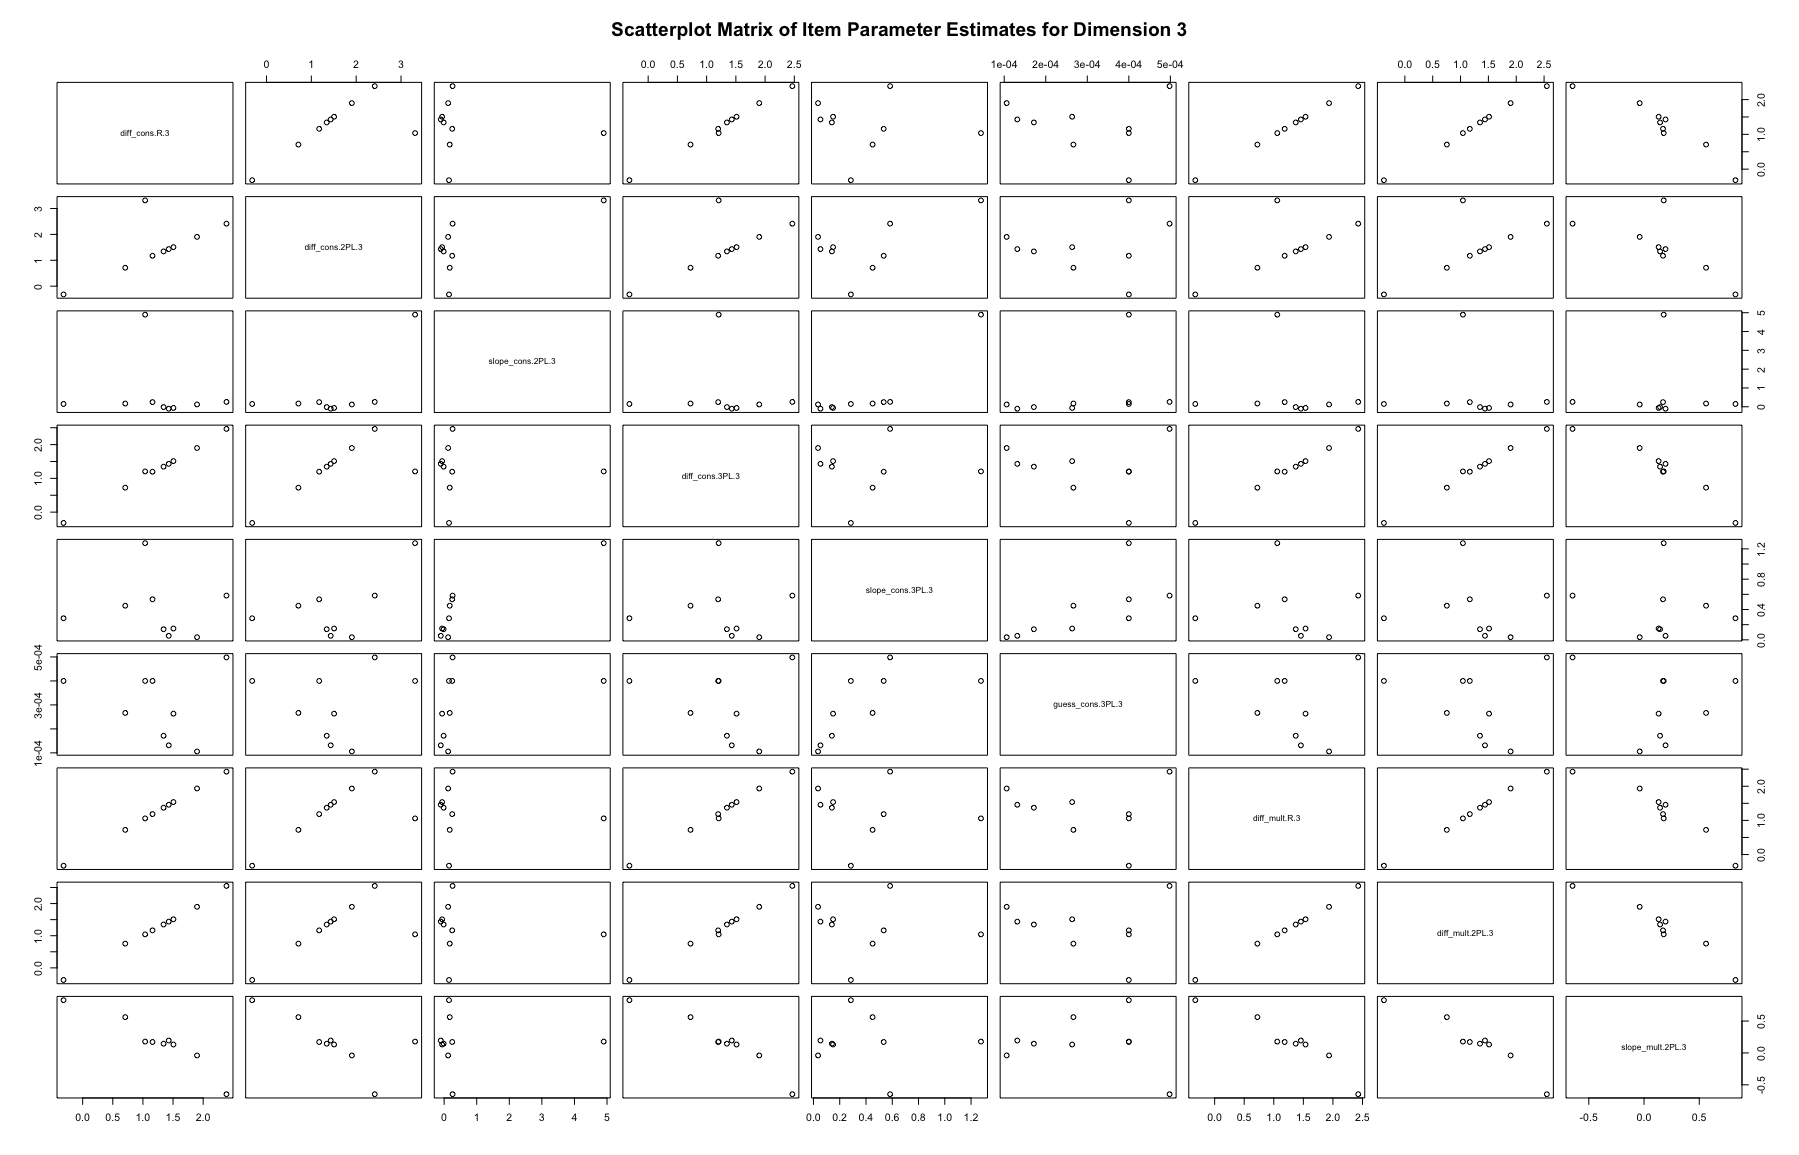 Scatterplot Matrix of Item Parameter Estimates for Dimension 3
0 1 2 3
0.0 0.5 1.0 1.5 2.0 2.5
1e-04 2e-04 3e-04 4e-04 5e-04
0.0 0.5 1.0 1.5 2.0 2.5
diff_cons.R.3
0.0 1.0 2.0
0 1 2 3
diff_cons.2PL.3
slope_cons.2PL.3
0 1 2 3 4 5
0.0 1.0 2.0
diff_cons.3PL.3
slope_cons.3PL.3
0.0 0.4 0.8 1.2
1e-04 3e-04 5e-04
guess_cons.3PL.3
diff_mult.R.3
0.0 1.0 2.0
0.0 1.0 2.0
diff_mult.2PL.3
slope_mult.2PL.3
-0.5 0.0 0.5
0.0 0.5 1.0 1.5 2.0
0 1 2 3 4 5
0.0 0.2 0.4 0.6 0.8 1.0 1.2
0.0 0.5 1.0 1.5 2.0 2.5
-0.5 0.0 0.5